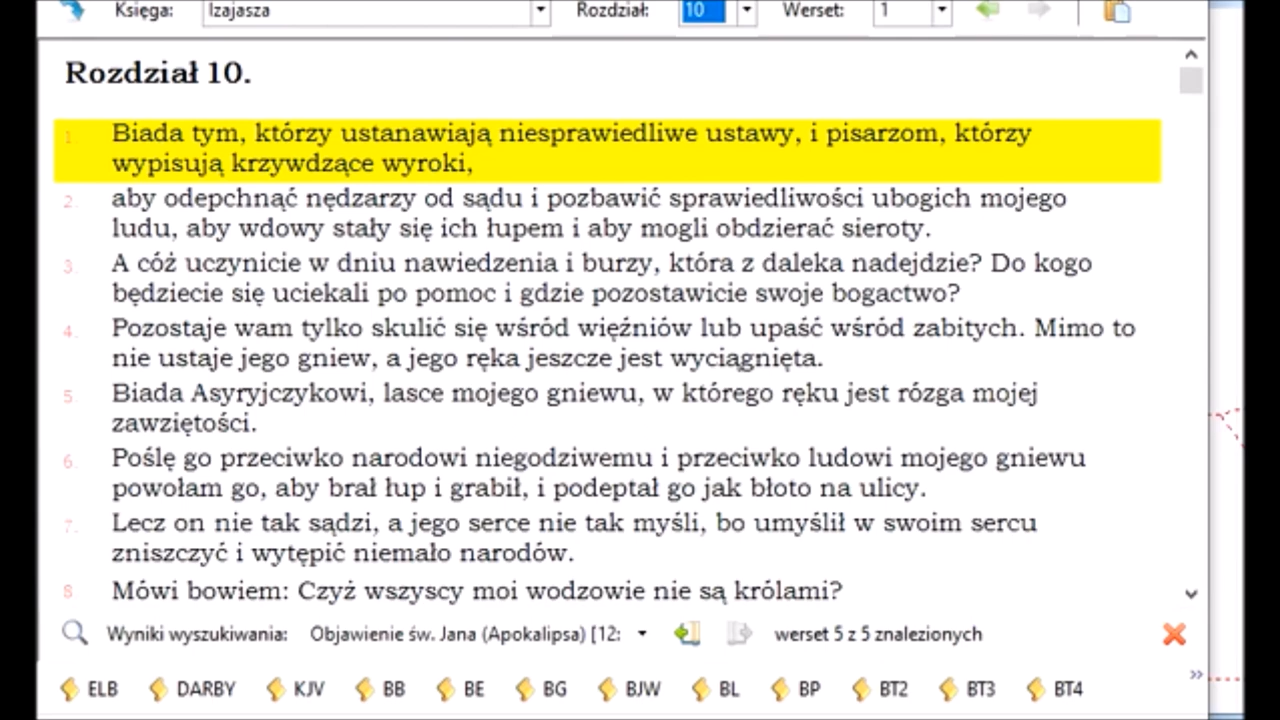 Księga: Izajasza Rozdział: 10 Werset: 1
Rozdział 10.
1. Biada tym, którzy ustanawiają niesprawiedliwe ustawy, i pisarzom, którzy
wypisują krzywdzące wyroki,
2. aby odepchnąć nędzarzy od sądu i pozbawić sprawiedliwości ubogich mojego
ludu, aby wdowy stały się ich łupem i aby mogli obdzierać sieroty.
3. A cóż uczynicie w dniu nawiedzenia i burzy, która z daleka nadejdzie? Do kogo
będziecie się uciekali po pomoc i gdzie pozostawicie swoje bogactwo?
4. Pozostaje wam tylko skulić się wśród więźniów lub upaść wśród zabitych. Mimo to
nie ustaje jego gniew, a jego ręka jeszcze jest wyciągnięta.
5. Biada Asyryjczykowi, lasce mojego gniewu, w którego ręku jest rózga mojej
zawziętości.
6. Poślę go przeciwko narodowi niegodziwemu i przeciwko ludowi mojego gniewu
powołam go, aby brał łup i grabił, i podeptał go jak błoto na ulicy.
7. Lecz on nie tak sądzi, a jego serce nie tak myśli, bo umyślił w swoim sercu
zniszczyć i wytępić niemało narodów.
8 Mówi bowiem: Czyż wszyscy moi wodzowie nie są królami?
Wyniki wyszukiwania: Objawienie św. Jana (Apokalipsa) [12: werset 5 z 5 znalezionych
ELB DARBY KJV BB BE BG BJW BL BP BT2 BT3 BT4